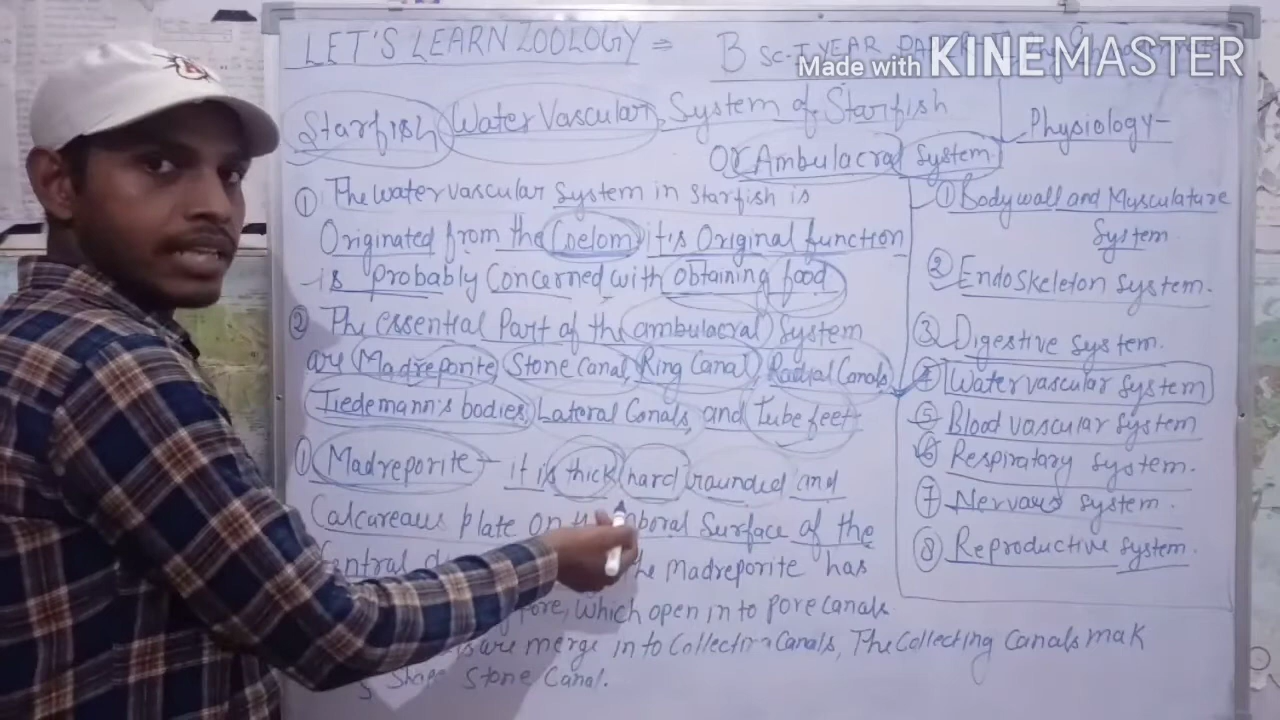 LET'S LEARN ZOOLOGY ⇒ B Sc-I YEAR
Made with KINEMASTER
Starfish Water Vascular System of Starfish
Or Ambulacral System
① The water vascular System in starfish is
Originated from the Coelom it's Original function
is probably Concerned with obtaining food
② The essential Part of the ambulacral System
are Madreporite, Stone Canal, Ring Canal, Radial Canals
Tiedemann's bodies, Lateral Canals, and Tube feet
① Madreporite - it is thick hard rounded and
Calcareous plate on the aboral Surface of the
the madreporite has
Pore, which open in to pore canals
are merge in to Collecting Canals, The Collecting Canals mak
S Shape Stone Canal.
Physiology-
① Body wall and Musculature
System
② Endoskeleton System.
③ Digestive System.
④ Water vascular System
⑤ Blood vascular System
⑥ Respiratory System.
⑦ Nervous System.
⑧ Reproductive System.